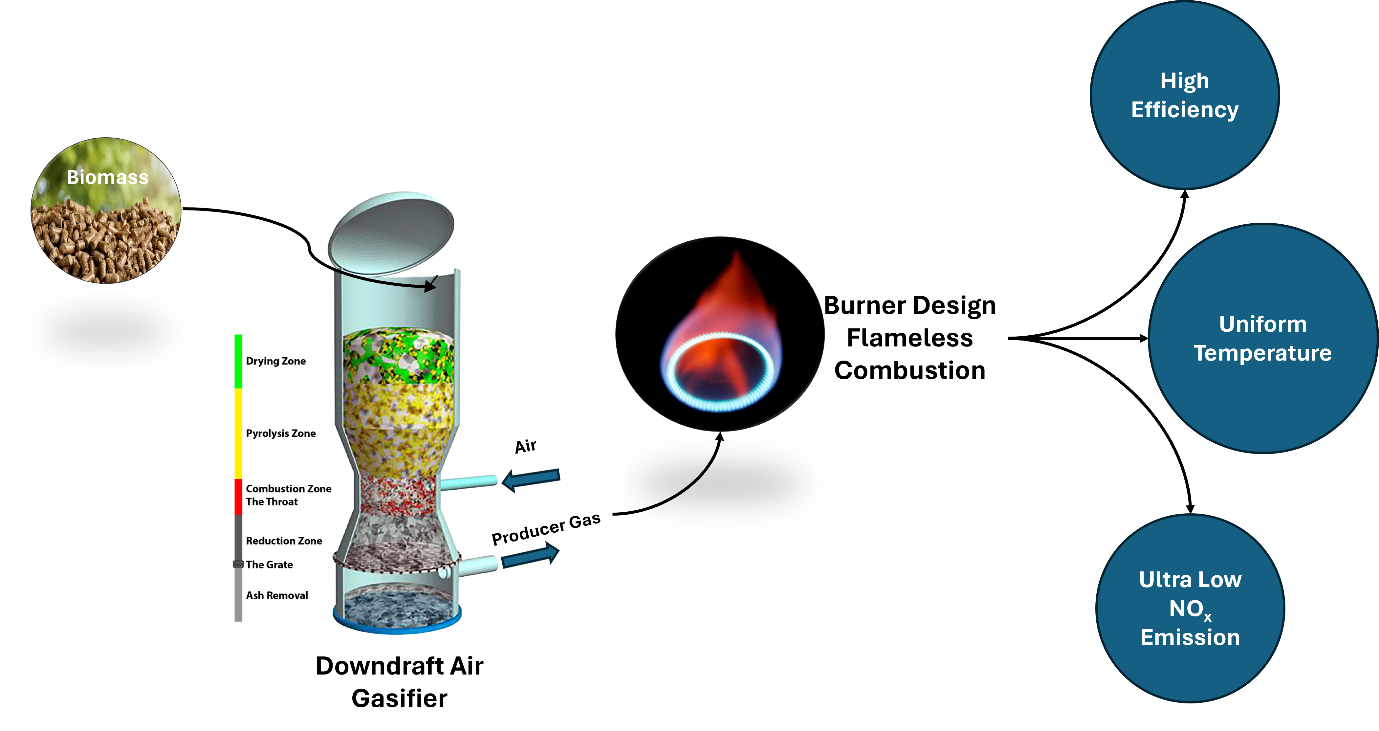 Biomass
Drying Zone
Pyrolysis Zone
Combustion Zone
The Throat
Reduction Zone
The Grate
Ash Removal
Air
Producer Gas
Downdraft Air
Gasifier
Burner Design
Flameless
Combustion
High
Efficiency
Uniform
Temperature
Ultra Low
NOx
Emission